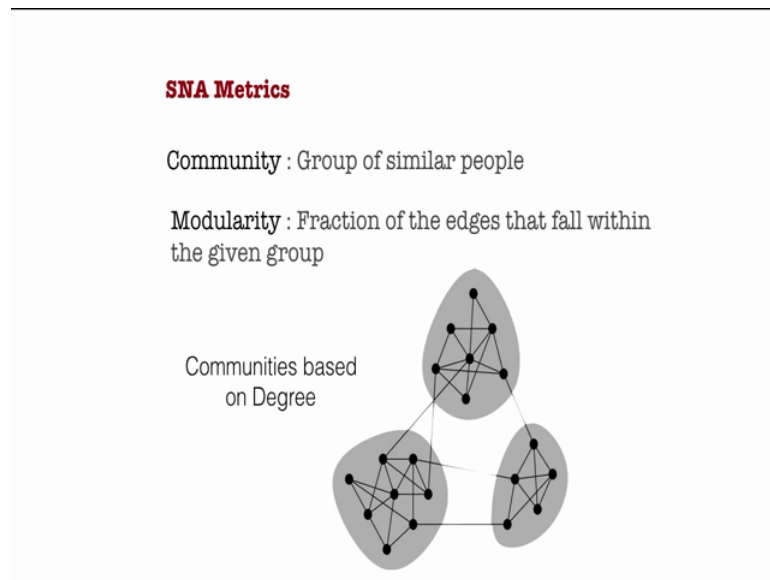 SNA Metrics
Community : Group of similar people
Modularity : Fraction of the edges that fall within
the given group
Communities based
on Degree